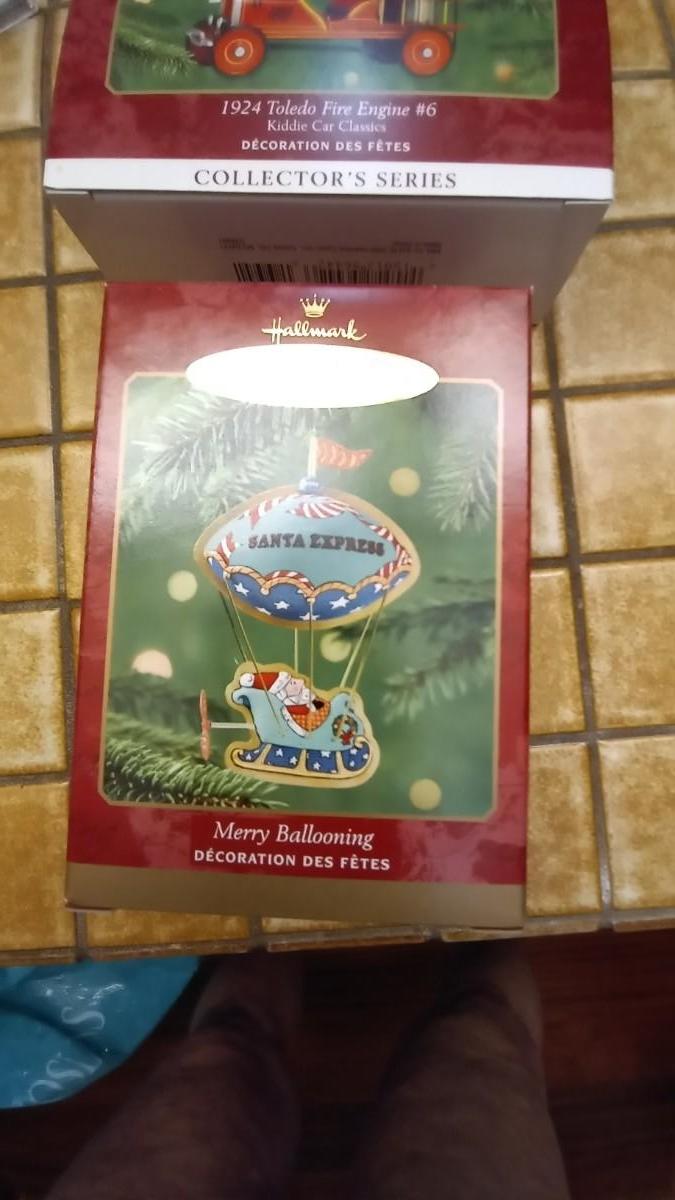 1924 Toledo Fire Engine #6
Kiddie Car Classics
DÉCORATION DES FÊTES
COLLECTOR'S SERIES
Hallmark
SANTA EXPRESS
Merry Ballooning
DÉCORATION DES FÊTES